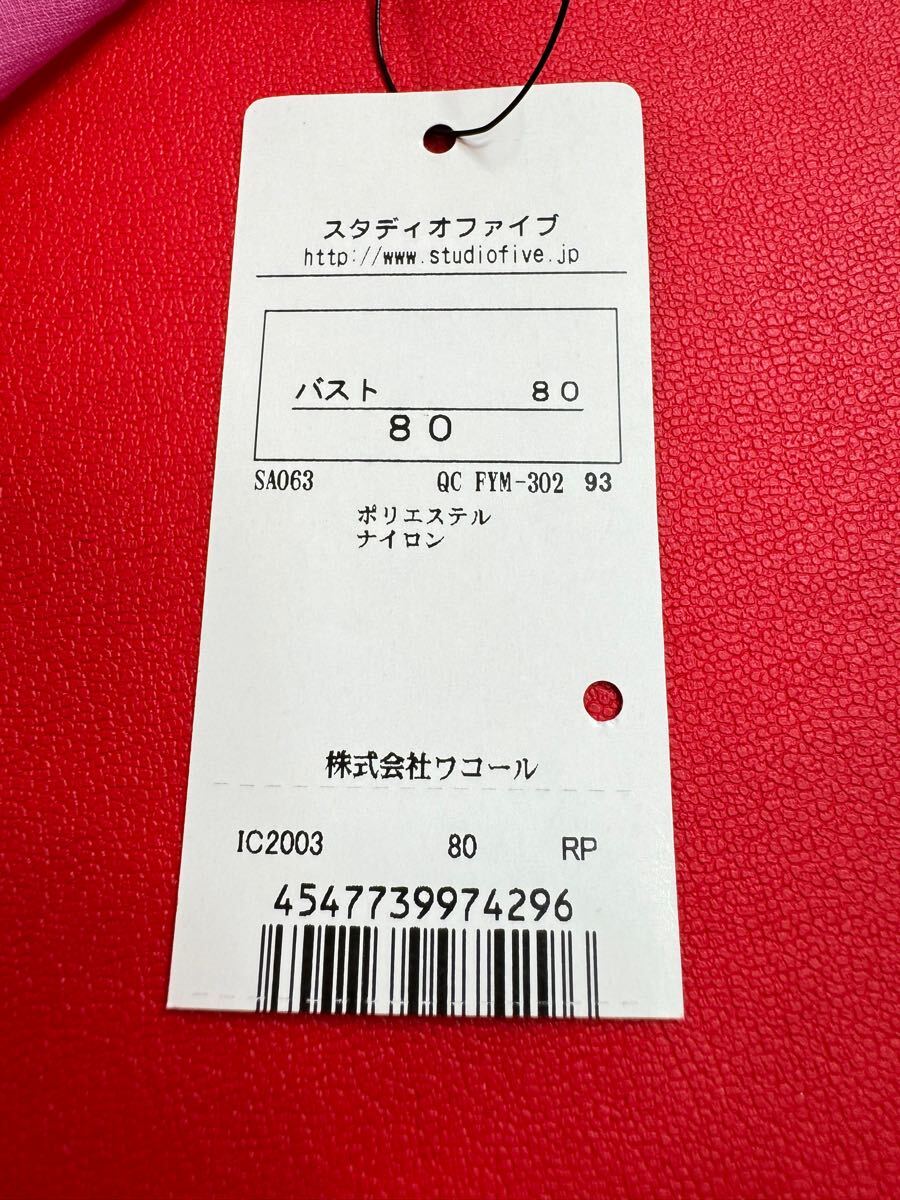 スタディオファイブ
http://www.studiofive.jp
バスト 80
80
SA063 QC FYM-302 93
ポリエステル
ナイロン
株式会社ワコール
IC2003 80 RP
4547739974296